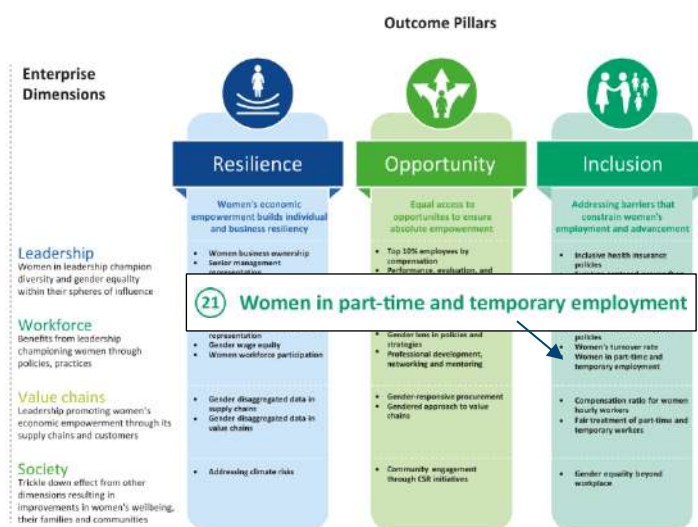 Outcome Pillars
Enterprise
Dimensions
Resilience
Opportunity
Inclusion
Women's economic
empowerment builds individual
and business resiliency
Equal access to
opportunites to ensure
absolute empowerment
Addressing barriers that
constrain women's
employment and advancement
Leadership
Women in leadership champion
diversity and gender equality
within their spheres of influence
• Women business ownership
• Senior management
representation
• Top 10% employees by
compensation
• Performance, evaluation, and
• Inclusive health insurance
policies
21 Women in part-time and temporary employment
Workforce
Benefits from leadership
championing women through
policies, practices
representation
• Gender wage equity
• Women workforce participation
• Gender lens in policies and
strategies
• Professional development,
networking and mentoring
policies
• Women's turnover rate
• Women in part-time and
temporary employment
Value chains
Leadership promoting women's
economic empowerment through its
supply chains and customers
• Gender disaggregated data in
supply chains
• Gender disaggregated data in
value chains
• Gender-responsive procurement
• Gendered approach to value
chains
• Compensation ratio for women
hourly workers
• Fair treatment of part-time and
temporary workers
Society
Trickle down effect from other
dimensions resulting in
improvements in women's wellbeing,
their families and communities
• Addressing climate risks
• Community engagement
through CSR initiatives
• Gender equality beyond
workplace